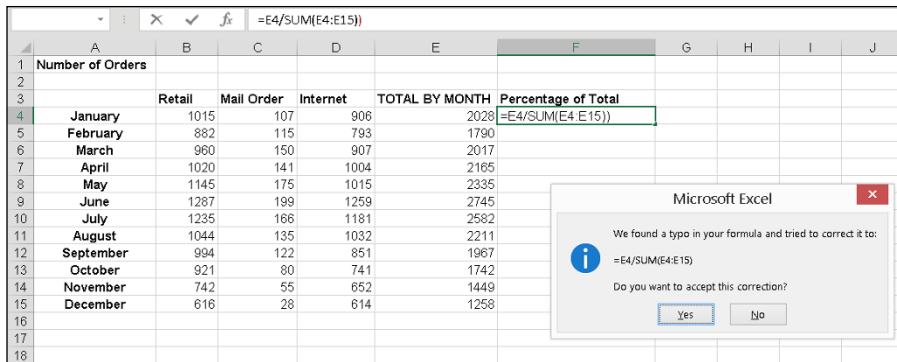 =E4/SUM(E4:E15))
A B C D E F G H I J
1 Number of Orders
2
3 Retail Mail Order Internet TOTAL BY MONTH Percentage of Total
4 January 1015 107 906 2028 =E4/SUM(E4:E15))
5 February 882 115 793 1790
6 March 960 150 907 2017
7 April 1020 141 1004 2165
8 May 1145 175 1015 2335
9 June 1287 199 1259 2745
10 July 1235 166 1181 2582
11 August 1044 135 1032 2211
12 September 994 122 851 1967
13 October 921 80 741 1742
14 November 742 55 652 1449
15 December 616 28 614 1258
16
17
18
Microsoft Excel
We found a typo in your formula and tried to correct it to:
=E4/SUM(E4:E15)
Do you want to accept this correction?
Yes No